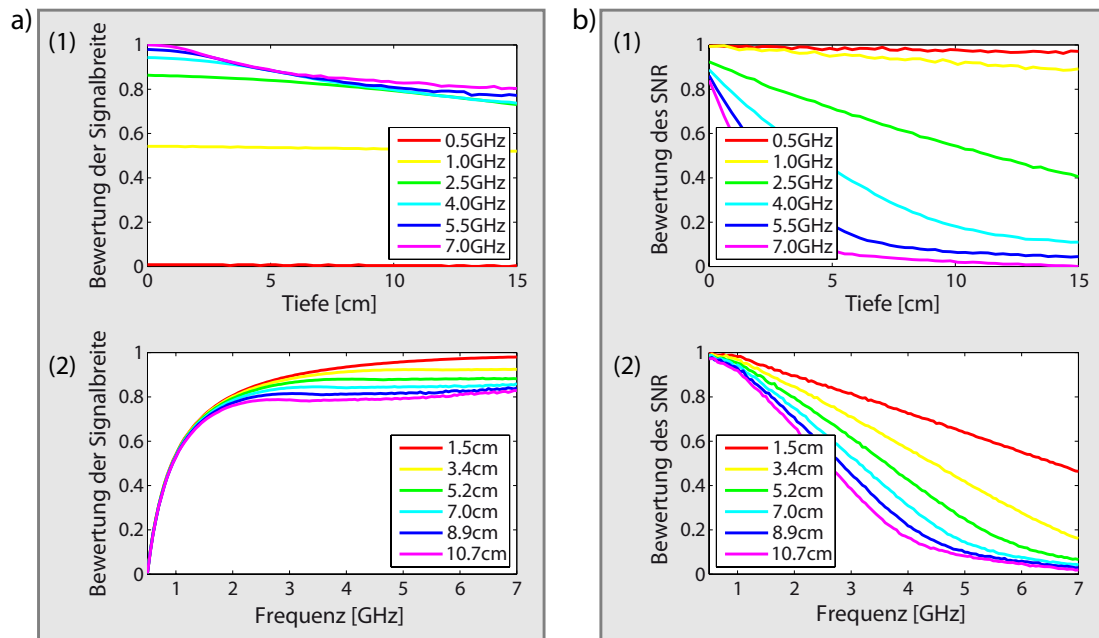 a)
(1)
Bewertung der Signalbreite
1
0.8
0.6
0.4
0.2
0
0.5GHz
1.0GHz
2.5GHz
4.0GHz
5.5GHz
7.0GHz
0 5 10 15
Tiefe [cm]
(2)
Bewertung der Signalbreite
1
0.8
0.6
0.4
0.2
0
1.5cm
3.4cm
5.2cm
7.0cm
8.9cm
10.7cm
1 2 3 4 5 6 7
Frequenz [GHz]
b)
(1)
Bewertung des SNR
1
0.8
0.6
0.4
0.2
0
0.5GHz
1.0GHz
2.5GHz
4.0GHz
5.5GHz
7.0GHz
0 5 10 15
Tiefe [cm]
(2)
Bewertung des SNR
1
0.8
0.6
0.4
0.2
0
1.5cm
3.4cm
5.2cm
7.0cm
8.9cm
10.7cm
1 2 3 4 5 6 7
Frequenz [GHz]